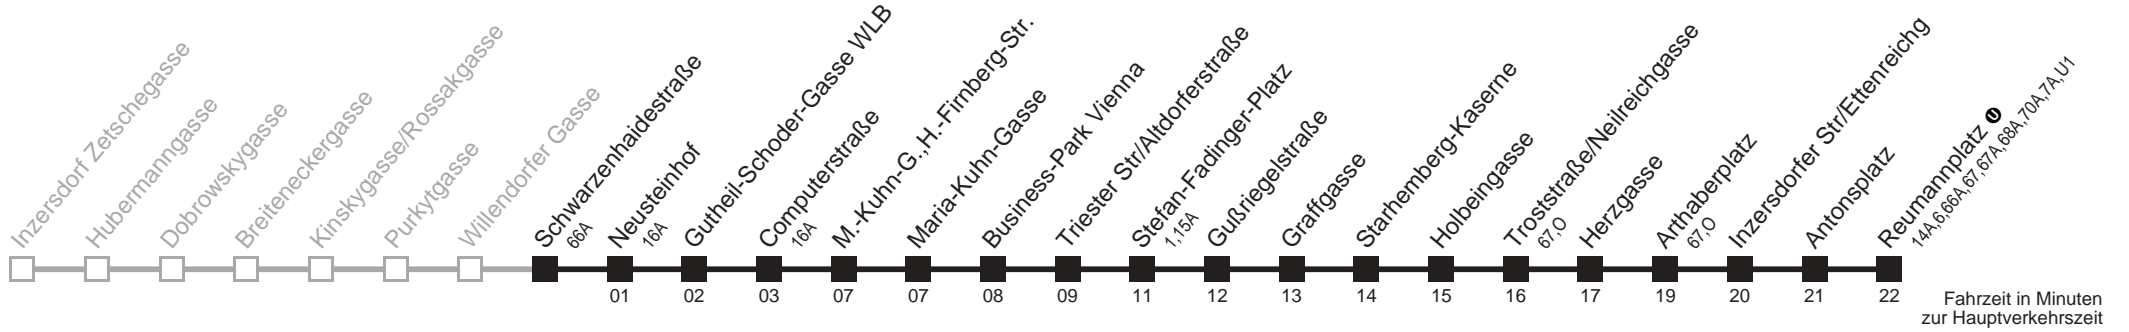 Inzersdorf Zetschegasse
Hubermanngasse
Dobrowskygasse
Breiteneckergasse
Kinskygasse/Rossakgasse
Purkytgasse
Willendorfer Gasse
Schwarzenhaidestraße
66A
Neusteinhof
16A
Gutheil-Schoder-Gasse WLB
Computerstraße
16A
M.-Kuhn-G.,H.-Firnberg-Str.
Maria-Kuhn-Gasse
Business-Park Vienna
Triester Str/Altdorferstraße
Stefan-Fadinger-Platz
1,15A
Gußriegelstraße
Graffgasse
Starhemberg-Kaserne
Holbeingasse
Troststraße/Neilreichgasse
67,O
Herzgasse
Arthaberplatz
67,O
Inzersdorfer Str/Ettenreichg
Antonsplatz
Reumannplatz U
14A,6,66A,67,67A,68A,70A,7A,U1
01 02 03 07 07 08 09 11 12 13 14 15 16 17 19 20 21 22
Fahrzeit in Minuten
zur Hauptverkehrszeit